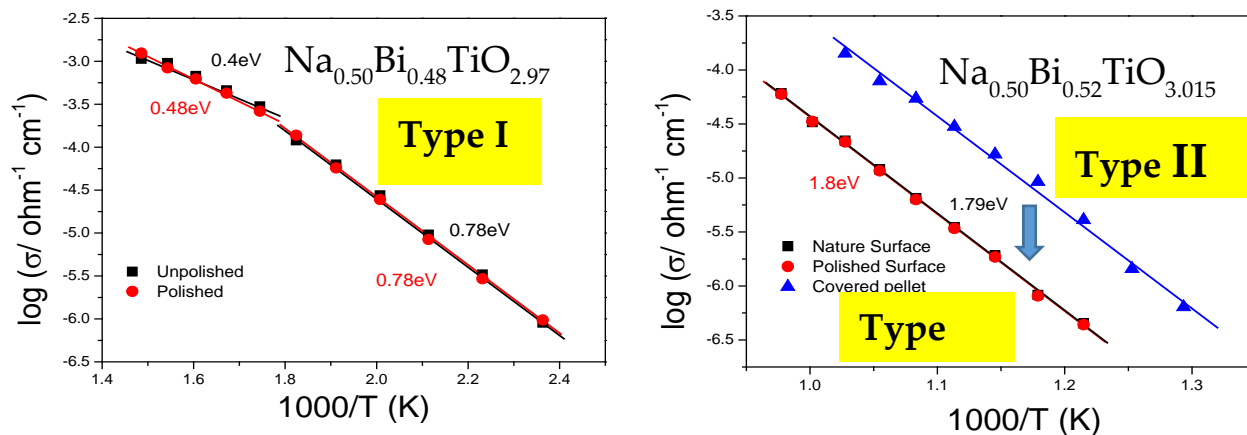 -2.5
-3.0
-3.5
-4.0
-4.5
-5.0
-5.5
-6.0
-6.5
log (σ/ ohm⁻¹ cm⁻¹)
0.4eV
Na₀.₅₀Bi₀.₄₈TiO₂.₉₇
0.48eV
Type I
0.78eV
0.78eV
Unpolished
Polished
1.4 1.6 1.8 2.0 2.2 2.4
1000/T (K)
-3.5
-4.0
-4.5
-5.0
-5.5
-6.0
-6.5
log (σ/ ohm⁻¹ cm⁻¹)
Na₀.₅₀Bi₀.₅₂TiO₃.₀₁₅
1.8eV
Type II
1.79eV
Nature Surface
Polished Surface
Covered pellet
Type
1.0 1.1 1.2 1.3
1000/T (K)